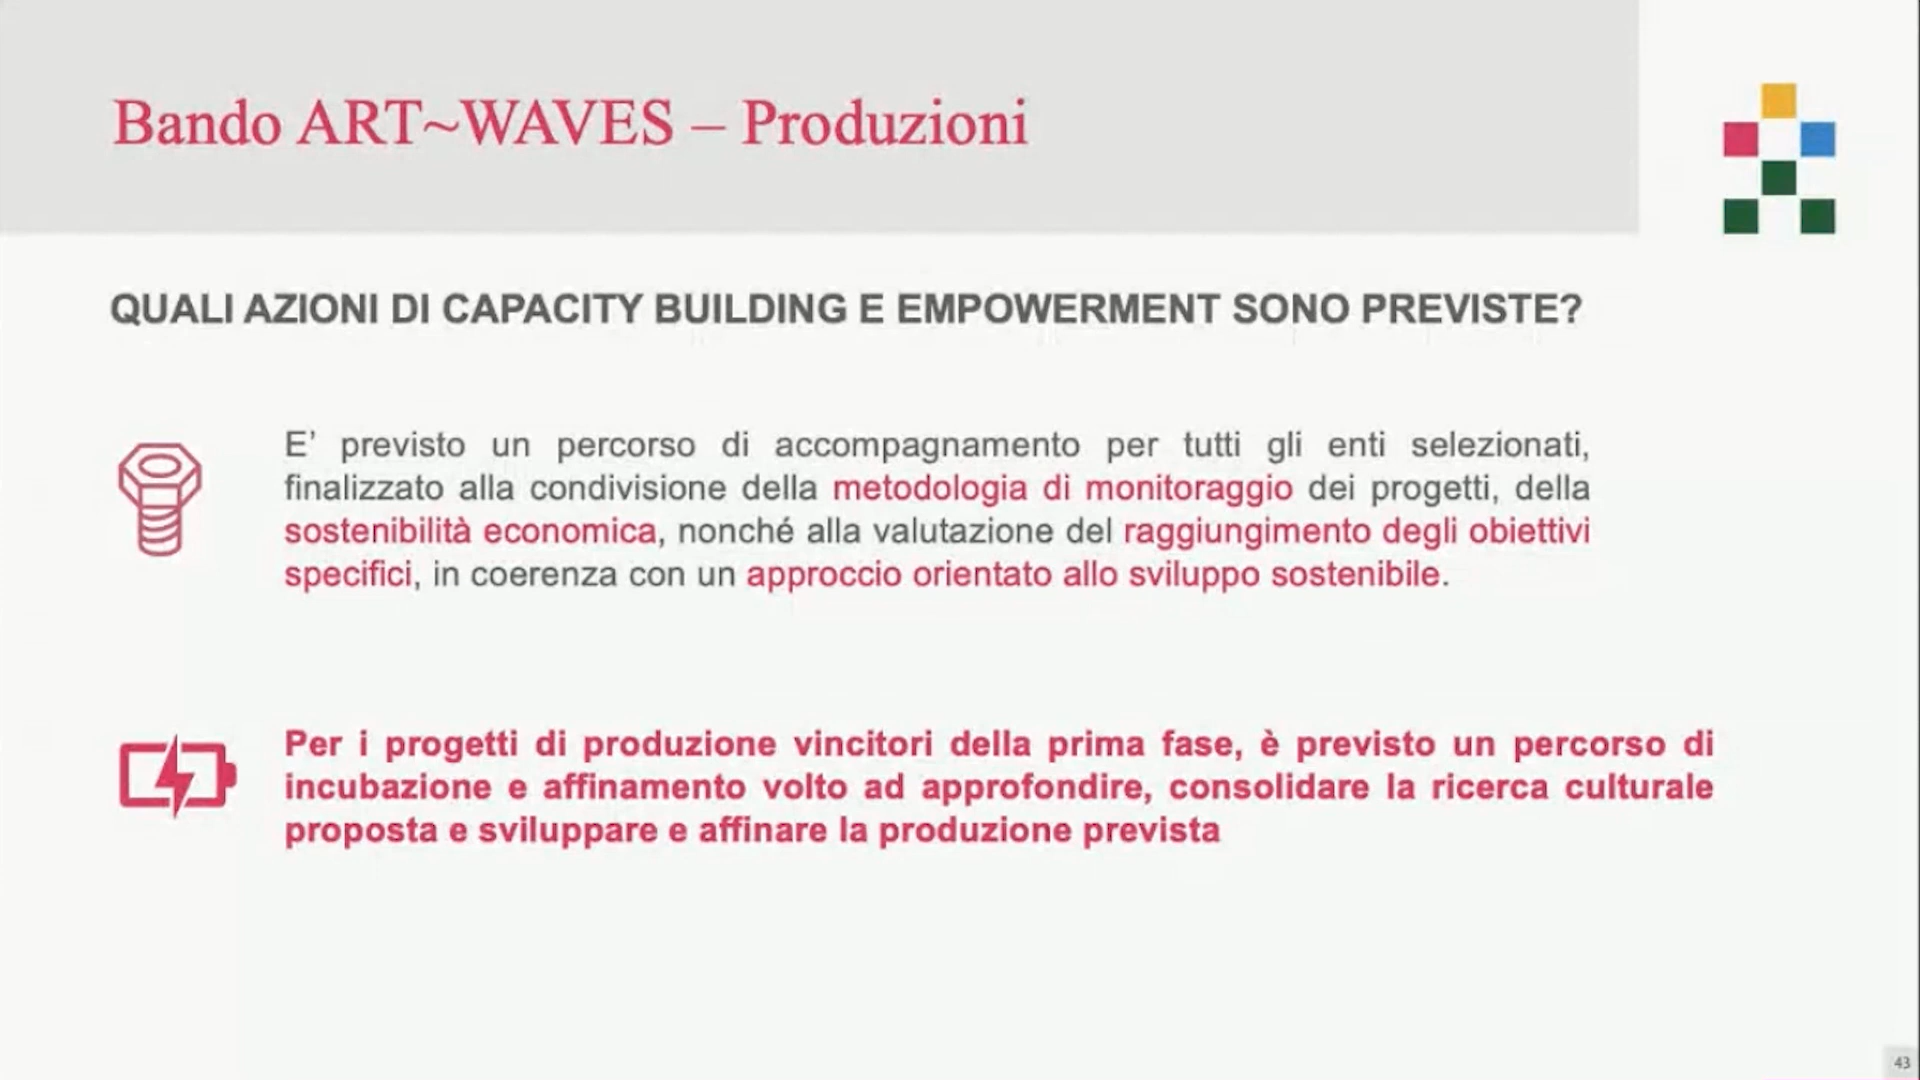 Bando ART~WAVES – Produzioni
QUALI AZIONI DI CAPACITY BUILDING E EMPOWERMENT SONO PREVISTE?
E’ previsto un percorso di accompagnamento per tutti gli enti selezionati,
finalizzato alla condivisione della metodologia di monitoraggio dei progetti, della
sostenibilità economica, nonché alla valutazione del raggiungimento degli obiettivi
specifici, in coerenza con un approccio orientato allo sviluppo sostenibile.
Per i progetti di produzione vincitori della prima fase, è previsto un percorso di
incubazione e affinamento volto ad approfondire, consolidare la ricerca culturale
proposta e sviluppare e affinare la produzione prevista
43